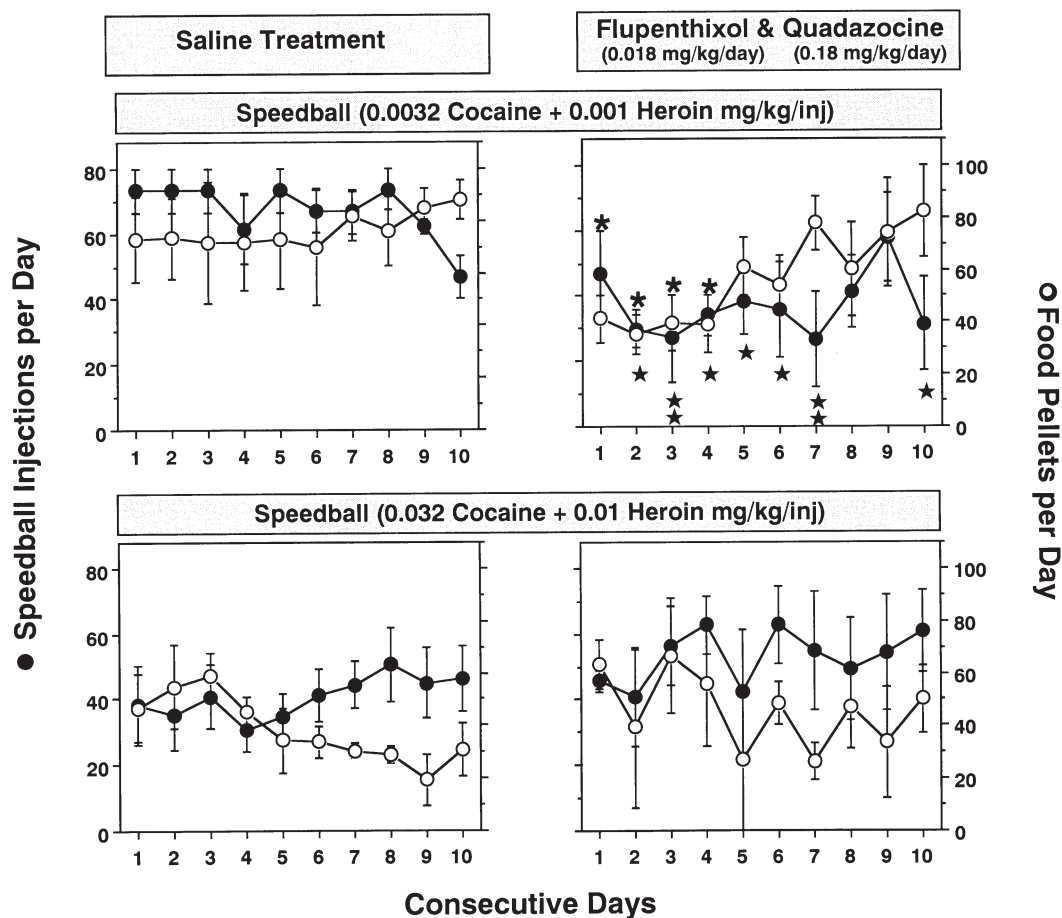 Saline Treatment
Flupenthixol & Quadazocine
(0.018 mg/kg/day) (0.18 mg/kg/day)
Speedball (0.0032 Cocaine + 0.001 Heroin mg/kg/inj)
80
60
40
20
0
1 2 3 4 5 6 7 8 9 10
100
80
60
40
20
0
1 2 3 4 5 6 7 8 9 10
Speedball (0.032 Cocaine + 0.01 Heroin mg/kg/inj)
80
60
40
20
0
1 2 3 4 5 6 7 8 9 10
100
80
60
40
20
0
1 2 3 4 5 6 7 8 9 10
Speedball Injections per Day
Food Pellets per Day
Consecutive Days